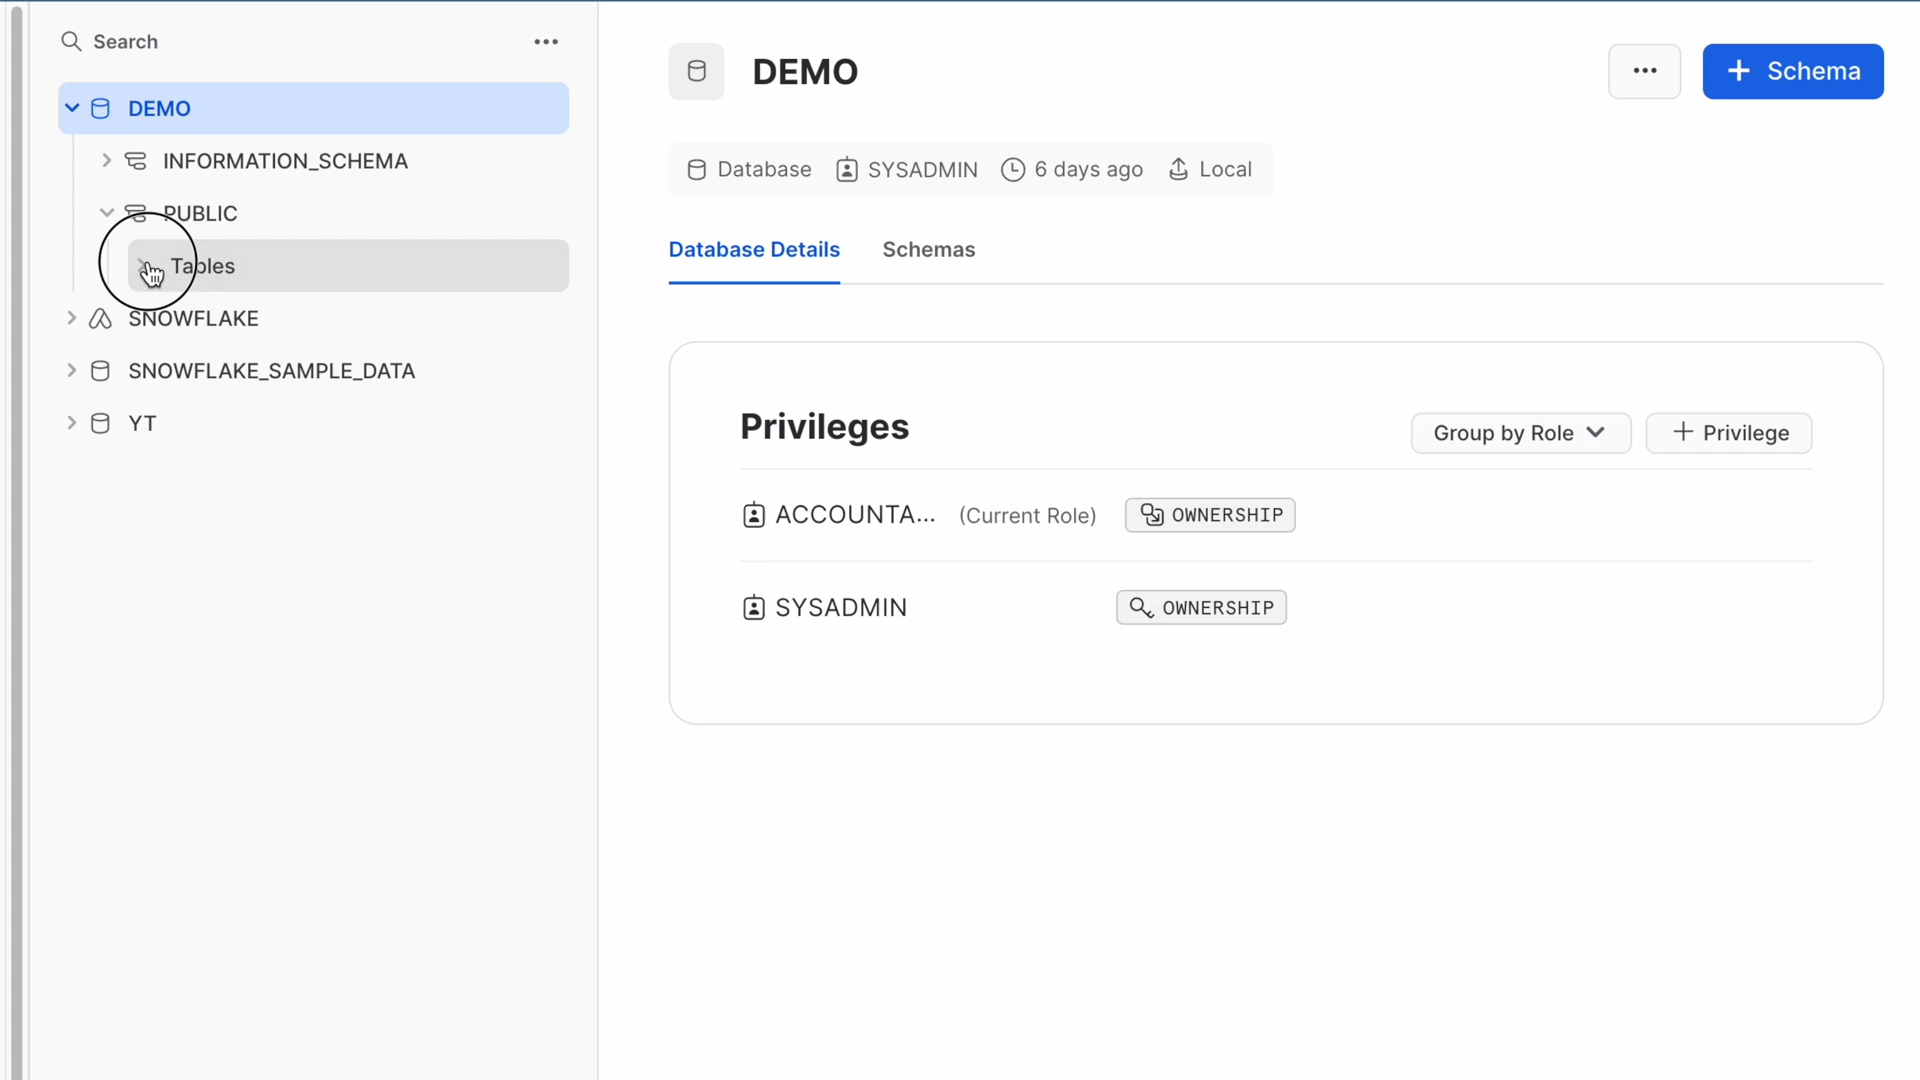 Search
DEMO
INFORMATION_SCHEMA
PUBLIC
Tables
SNOWFLAKE
SNOWFLAKE_SAMPLE_DATA
YT
DEMO
Schema
Database SYSADMIN 6 days ago Local
Database Details Schemas
Privileges
Group by Role + Privilege
ACCOUNTA... (Current Role) OWNERSHIP
SYSADMIN OWNERSHIP